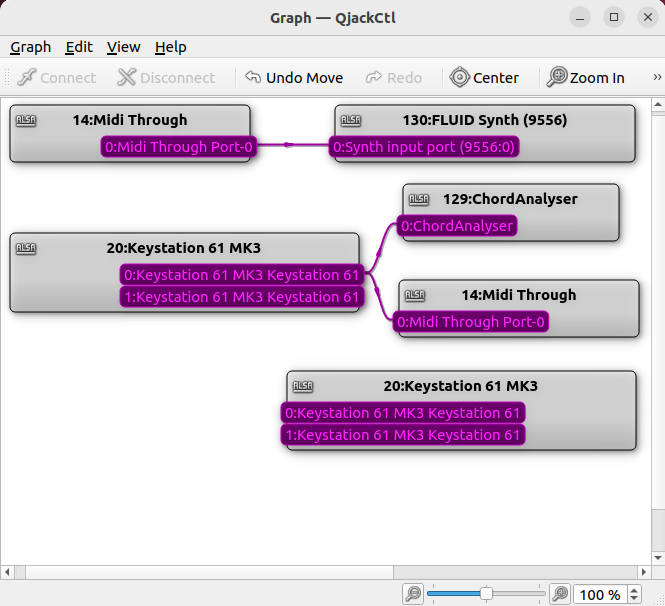 Graph — QjackCtl
Graph Edit View Help
Connect Disconnect Undo Move Redo Center Zoom In »
ALSA 14:Midi Through
0:Midi Through Port-0
ALSA 130:FLUID Synth (9556)
0:Synth input port (9556:0)
ALSA 129:ChordAnalyser
0:ChordAnalyser
ALSA 20:Keystation 61 MK3
0:Keystation 61 MK3 Keystation 61
1:Keystation 61 MK3 Keystation 61
ALSA 14:Midi Through
0:Midi Through Port-0
ALSA 20:Keystation 61 MK3
0:Keystation 61 MK3 Keystation 61
1:Keystation 61 MK3 Keystation 61
100 %